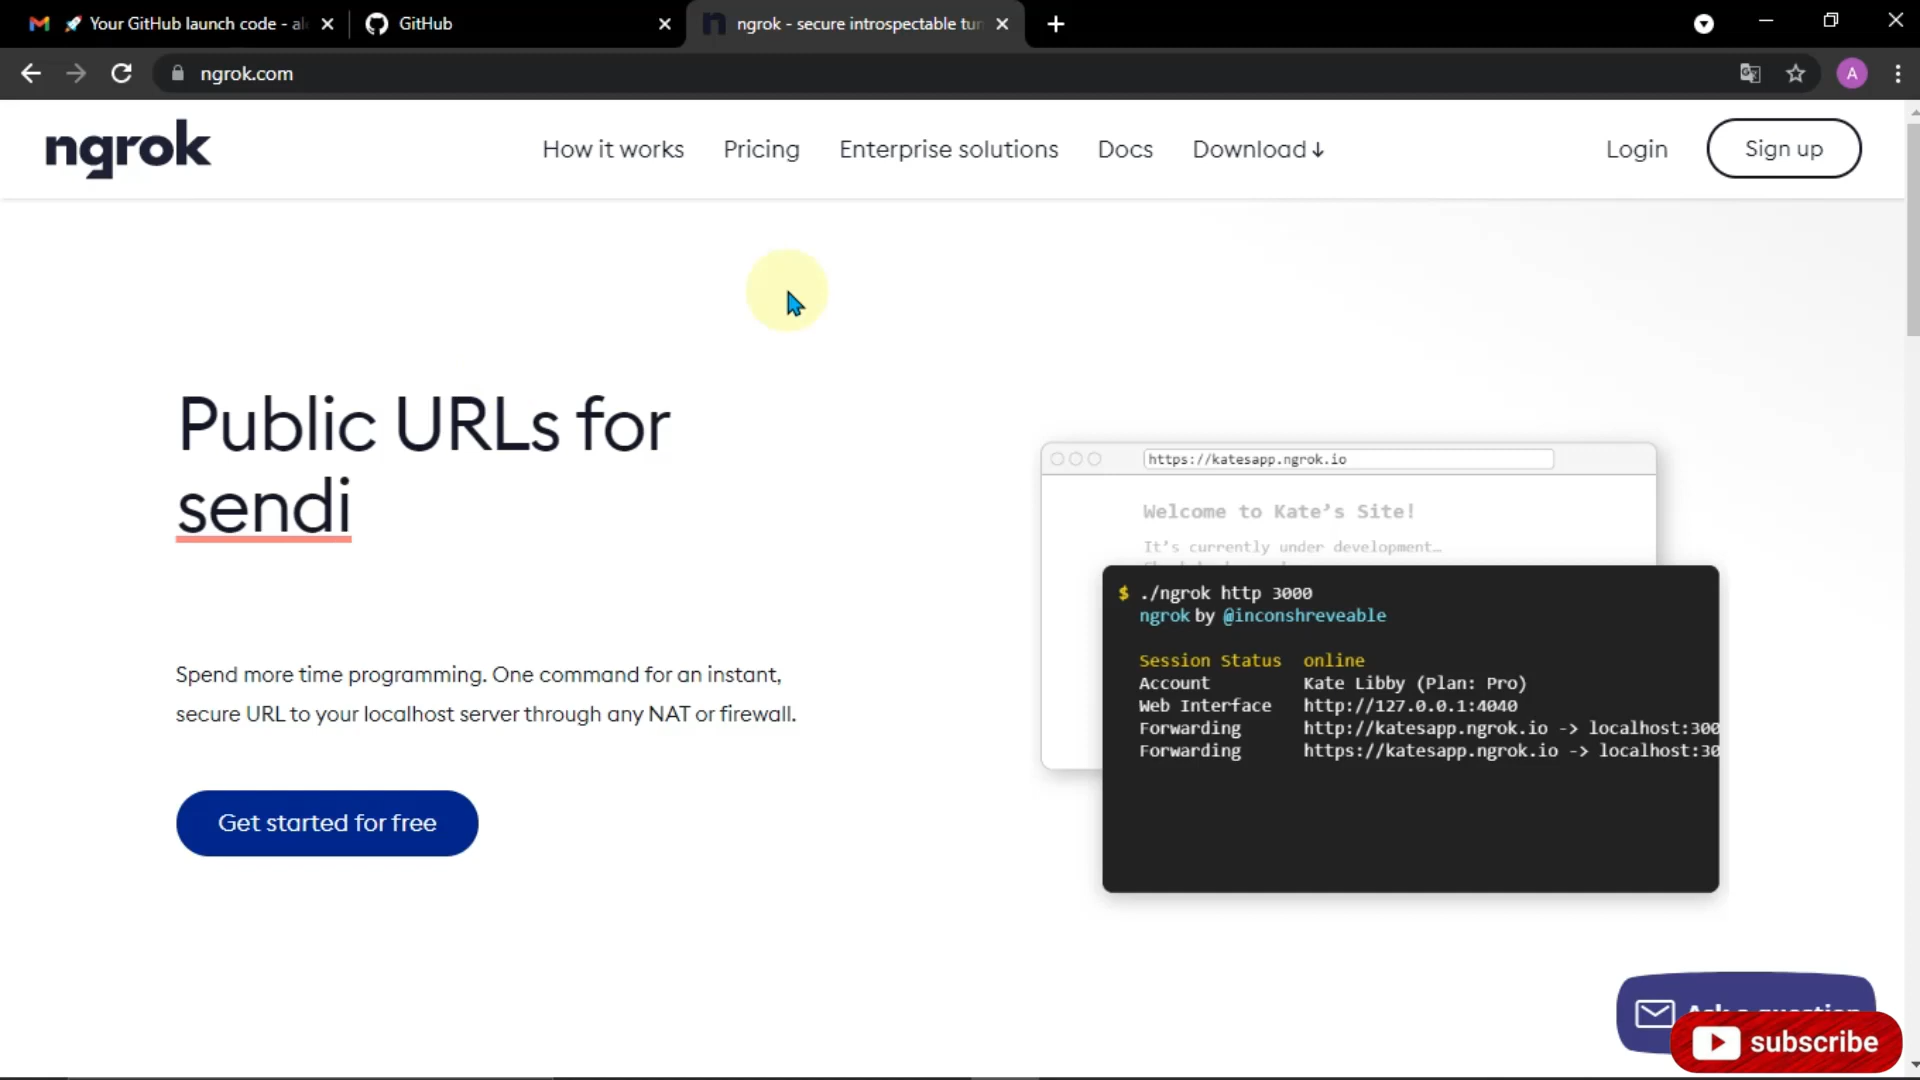 Your GitHub launch code - al
GitHub
ngrok - secure introspectable tun
ngrok.com
A
ngrok
How it works
Pricing
Enterprise solutions
Docs
Download ↓
Login
Sign up
Public URLs for
sendi
Spend more time programming. One command for an instant,
secure URL to your localhost server through any NAT or firewall.
Get started for free
https://katesapp.ngrok.io
Welcome to Kate's Site!
It's currently under development…
$ ./ngrok http 3000
ngrok by @inconshreveable
Session Status online
Account Kate Libby (Plan: Pro)
Web Interface http://127.0.0.1:4040
Forwarding http://katesapp.ngrok.io -> localhost:300
Forwarding https://katesapp.ngrok.io -> localhost:30
Ask a question
subscribe